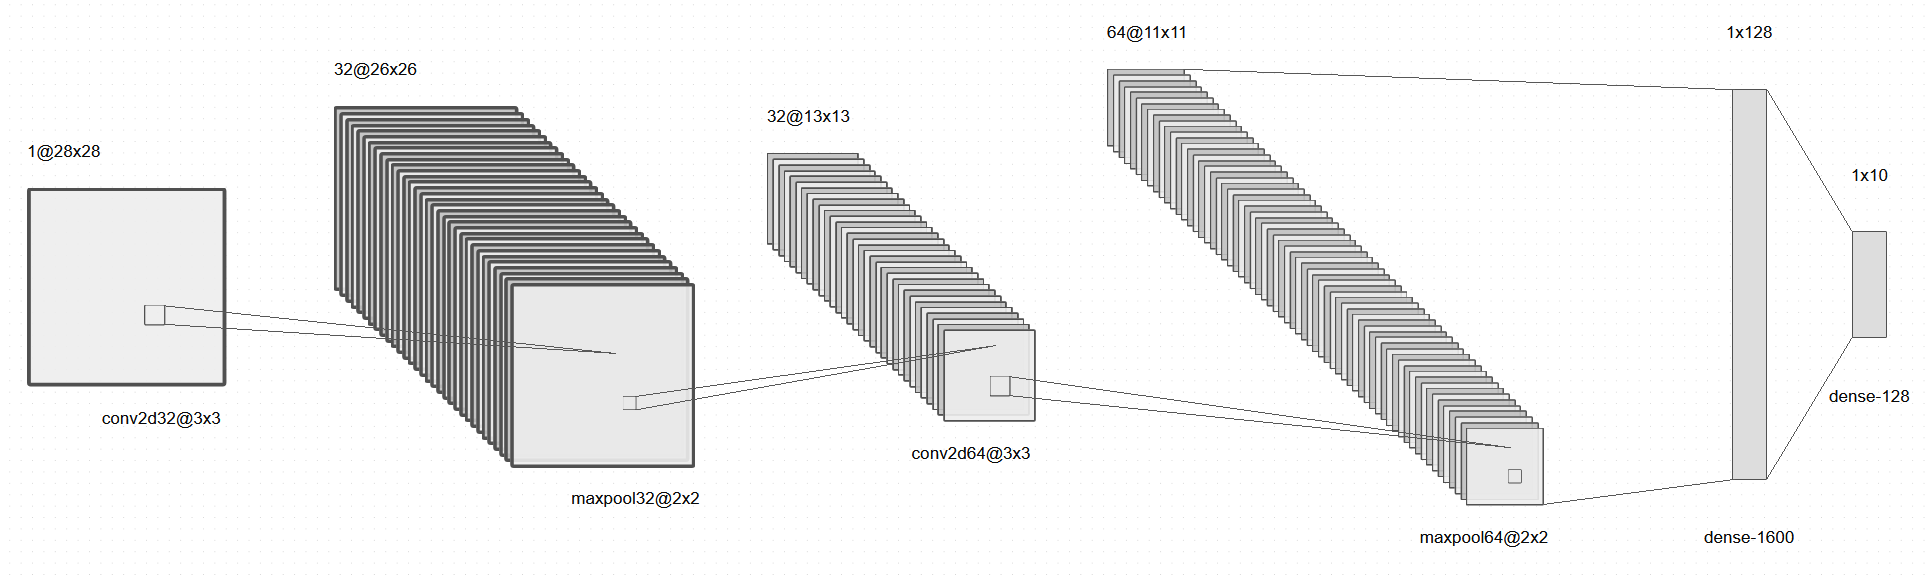 1@28x28
conv2d32@3x3
32@26x26
maxpool32@2x2
32@13x13
conv2d64@3x3
64@11x11
maxpool64@2x2
1x128
dense-1600
1x10
dense-128